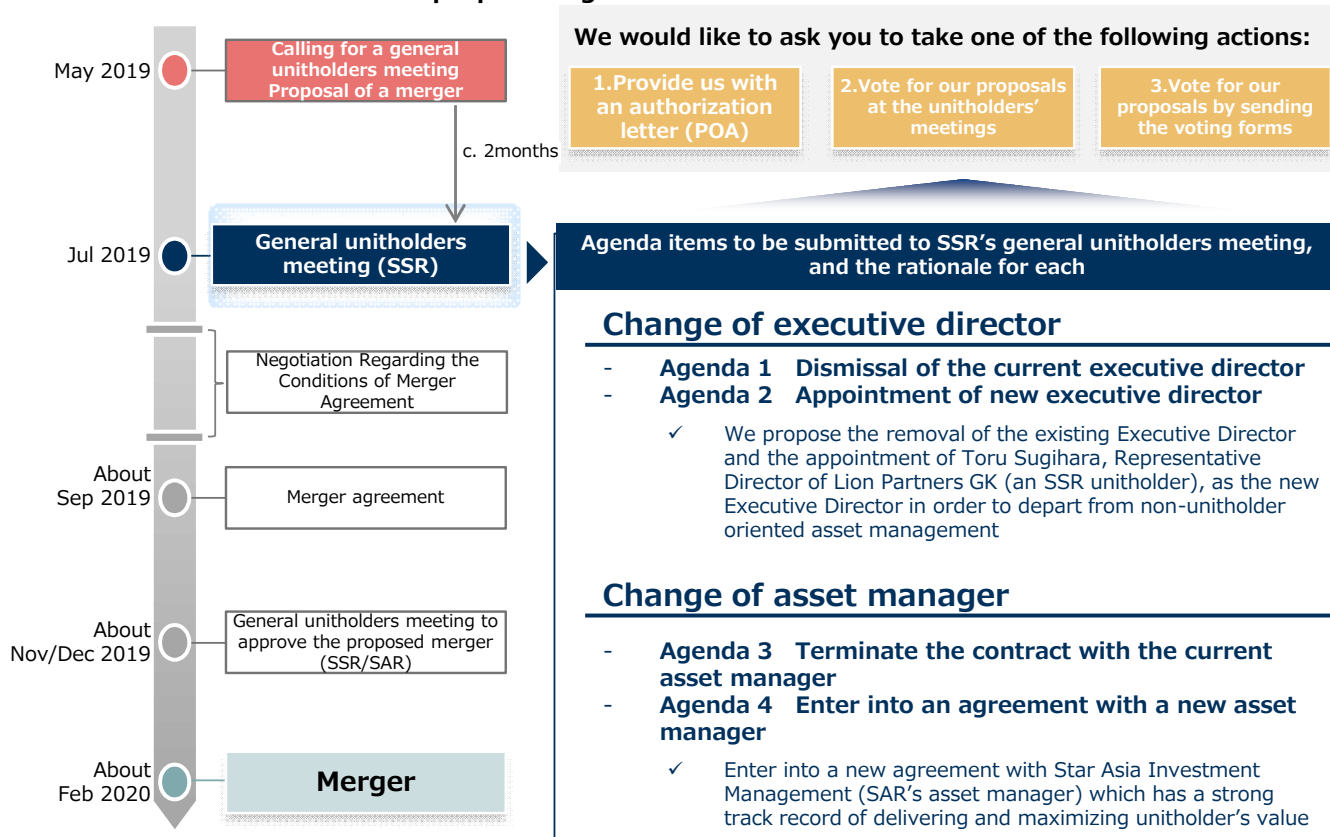 We would like to ask you to take one of the following actions:
1.Provide us with
an authorization
letter (POA)
2.Vote for our proposals
at the unitholders'
meetings
3.Vote for our
proposals by sending
the voting forms
May 2019
Calling for a general
unitholders meeting
Proposal of a merger
c. 2months
Jul 2019
General unitholders
meeting (SSR)
Negotiation Regarding the
Conditions of Merger
Agreement
About
Sep 2019
Merger agreement
About
Nov/Dec 2019
General unitholders meeting to
approve the proposed merger
(SSR/SAR)
About
Feb 2020
Merger
Agenda items to be submitted to SSR's general unitholders meeting,
and the rationale for each
Change of executive director
- Agenda 1 Dismissal of the current executive director
- Agenda 2 Appointment of new executive director
✓ We propose the removal of the existing Executive Director
and the appointment of Toru Sugihara, Representative
Director of Lion Partners GK (an SSR unitholder), as the new
Executive Director in order to depart from non-unitholder
oriented asset management
Change of asset manager
- Agenda 3 Terminate the contract with the current
asset manager
- Agenda 4 Enter into an agreement with a new asset
manager
✓ Enter into a new agreement with Star Asia Investment
Management (SAR's asset manager) which has a strong
track record of delivering and maximizing unitholder's value